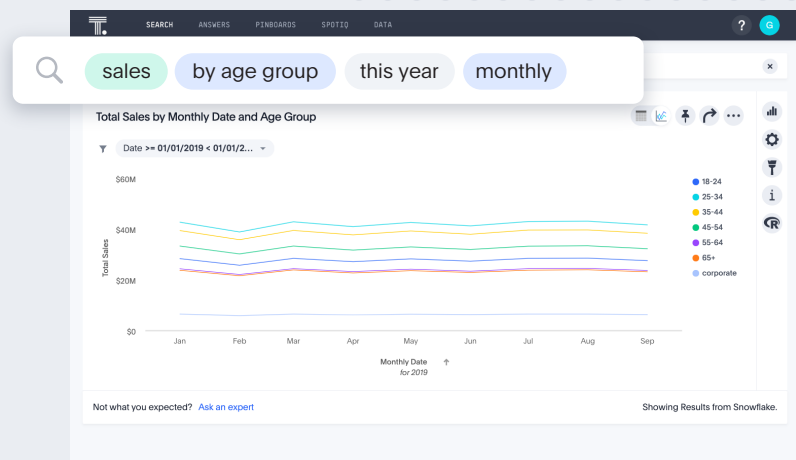 SEARCH ANSWERS PINBOARDS SPOTIQ DATA ? G
sales by age group this year monthly
Total Sales by Monthly Date and Age Group
Date >= 01/01/2019 < 01/01/2...
$60M
$40M
$20M
$0
Total Sales
Jan Feb Mar Apr May Jun Jul Aug Sep
Monthly Date
for 2019
18-24
25-34
35-44
45-54
55-64
65+
corporate
i
R
Not what you expected? Ask an expert
Showing Results from Snowflake.